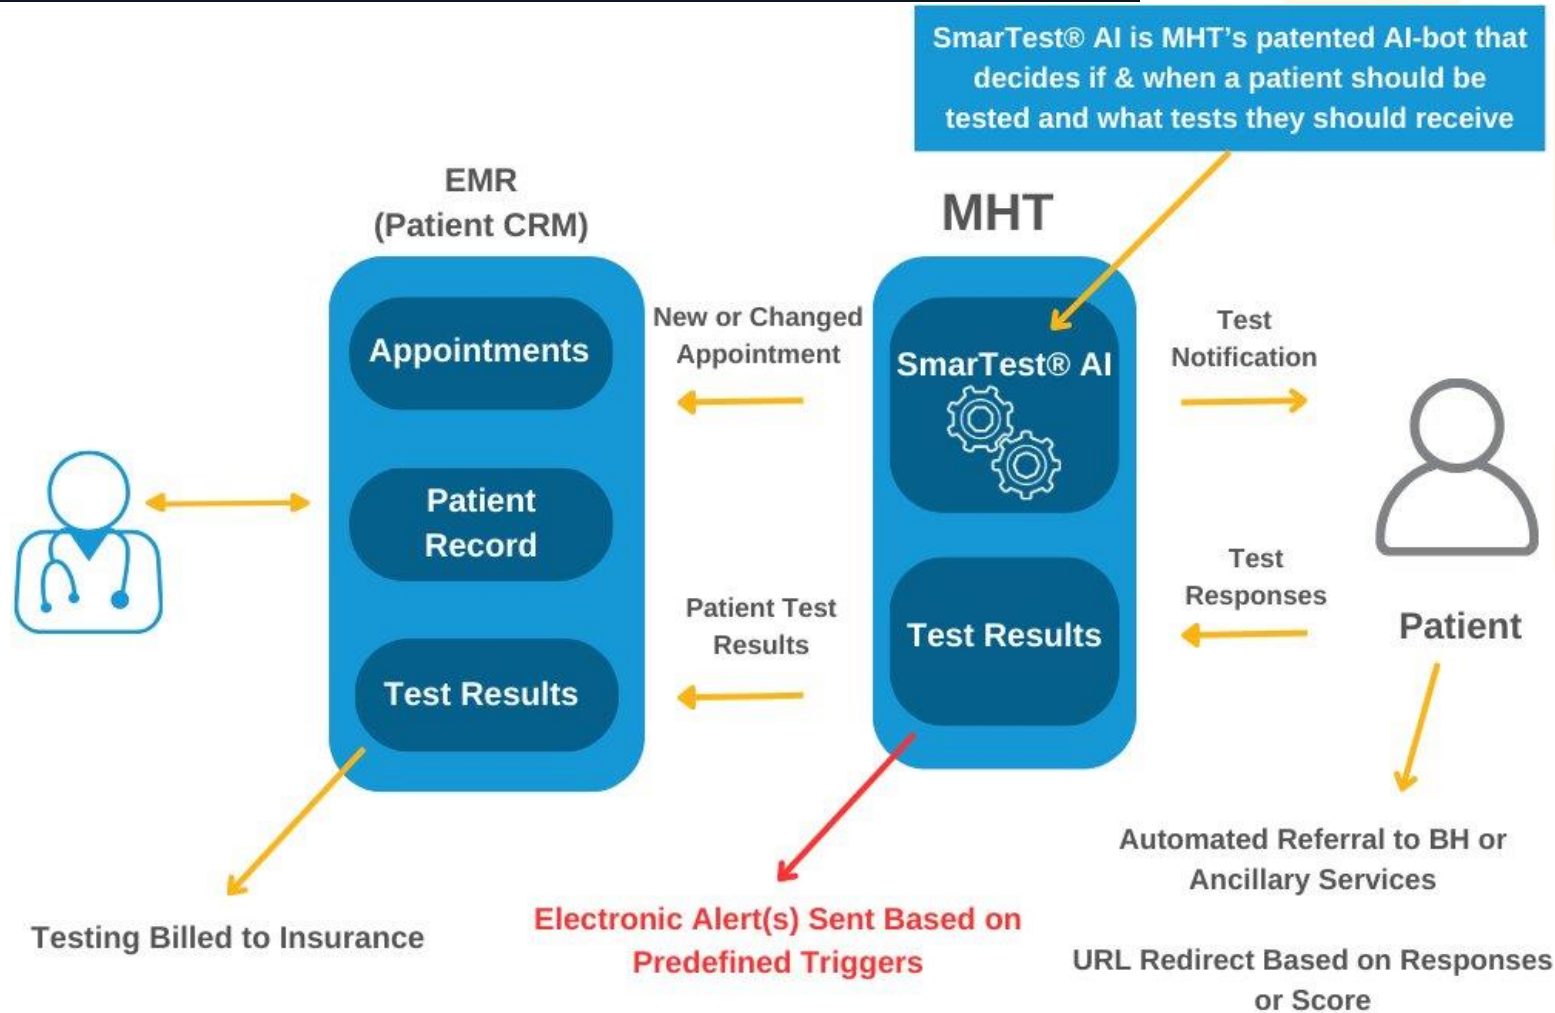 SmarTest® AI is MHT's patented AI-bot that
decides if & when a patient should be
tested and what tests they should receive
EMR
(Patient CRM)
MHT
Appointments
New or Changed
Appointment
SmarTest® AI
Test
Notification
Patient
Record
Test
Responses
Patient Test
Results
Test Results
Patient
Test Results
Automated Referral to BH or
Ancillary Services
Electronic Alert(s) Sent Based on
Predefined Triggers
Testing Billed to Insurance
URL Redirect Based on Responses
or Score